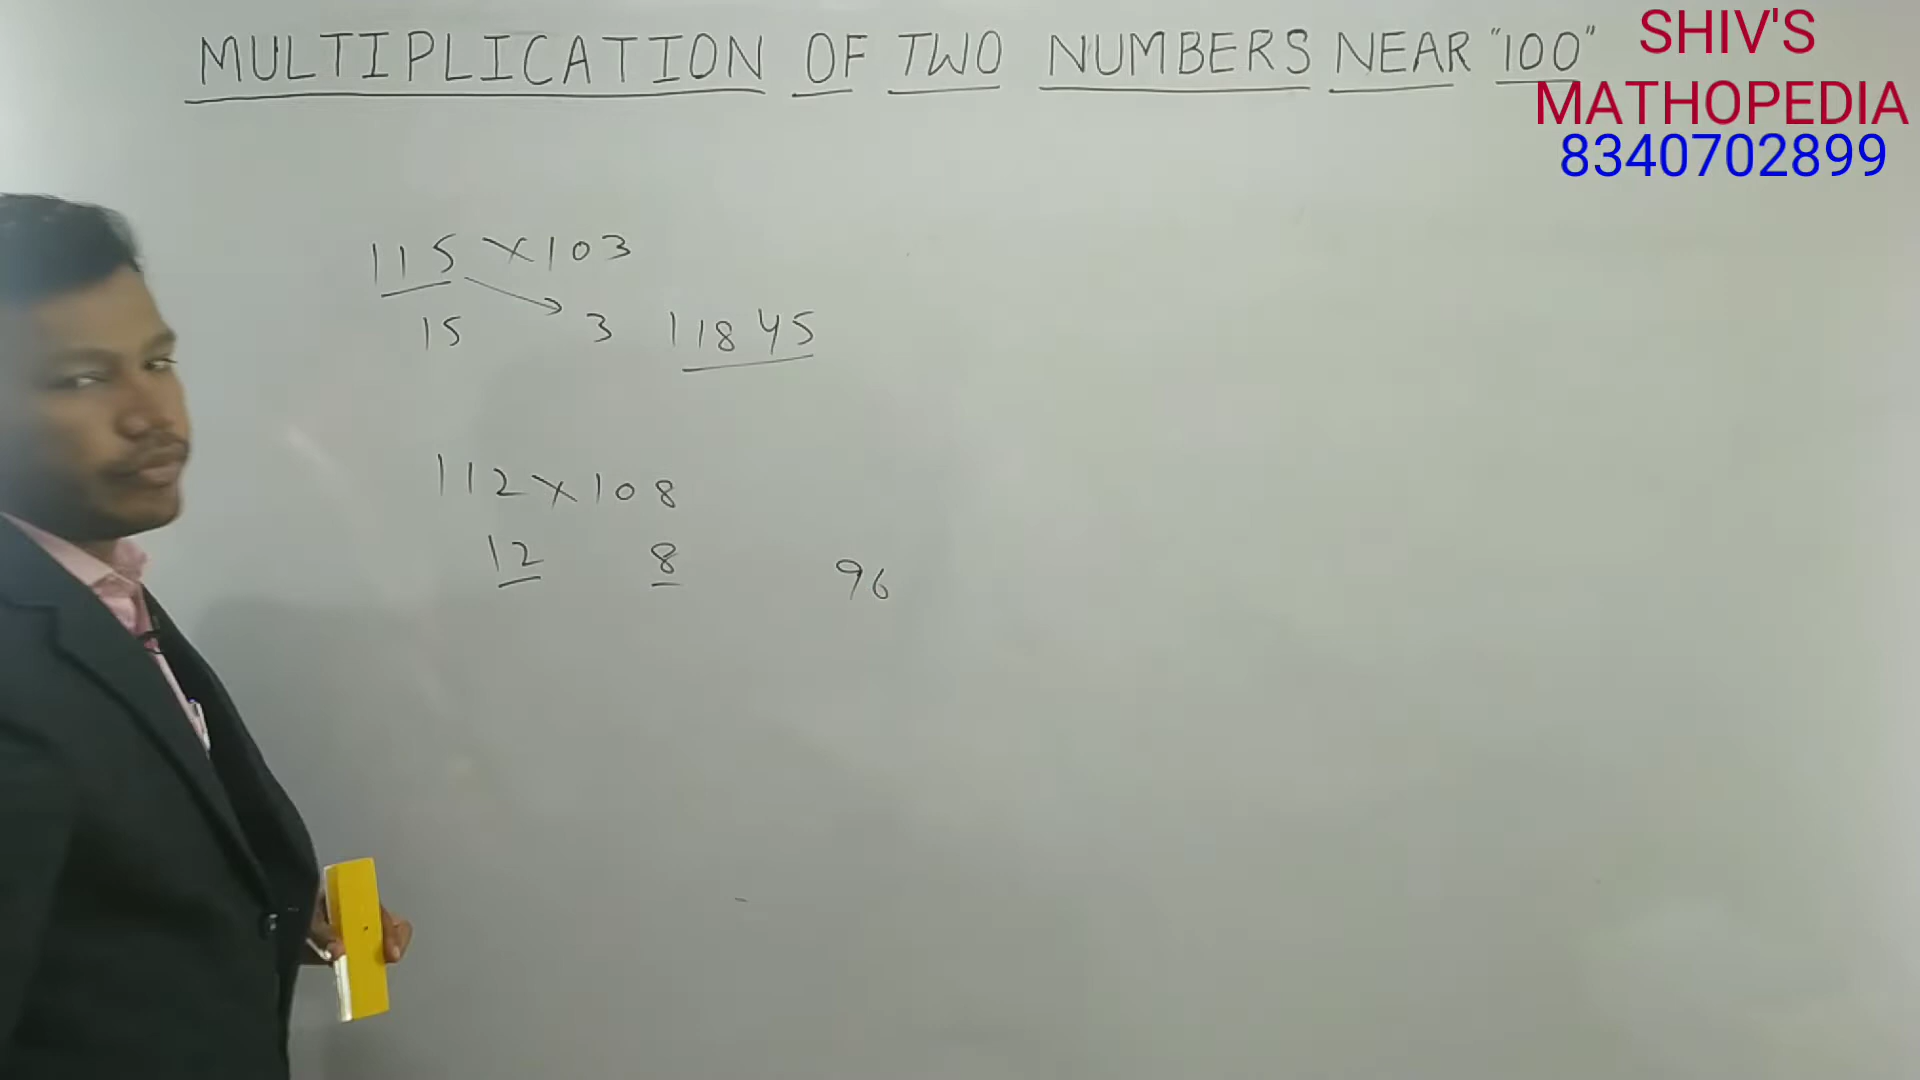 MULTIPLICATION OF TWO NUMBERS NEAR "100"
SHIV'S
MATHOPEDIA
8340702899
115 × 103
15 3 11845
112 × 108
12 8 96